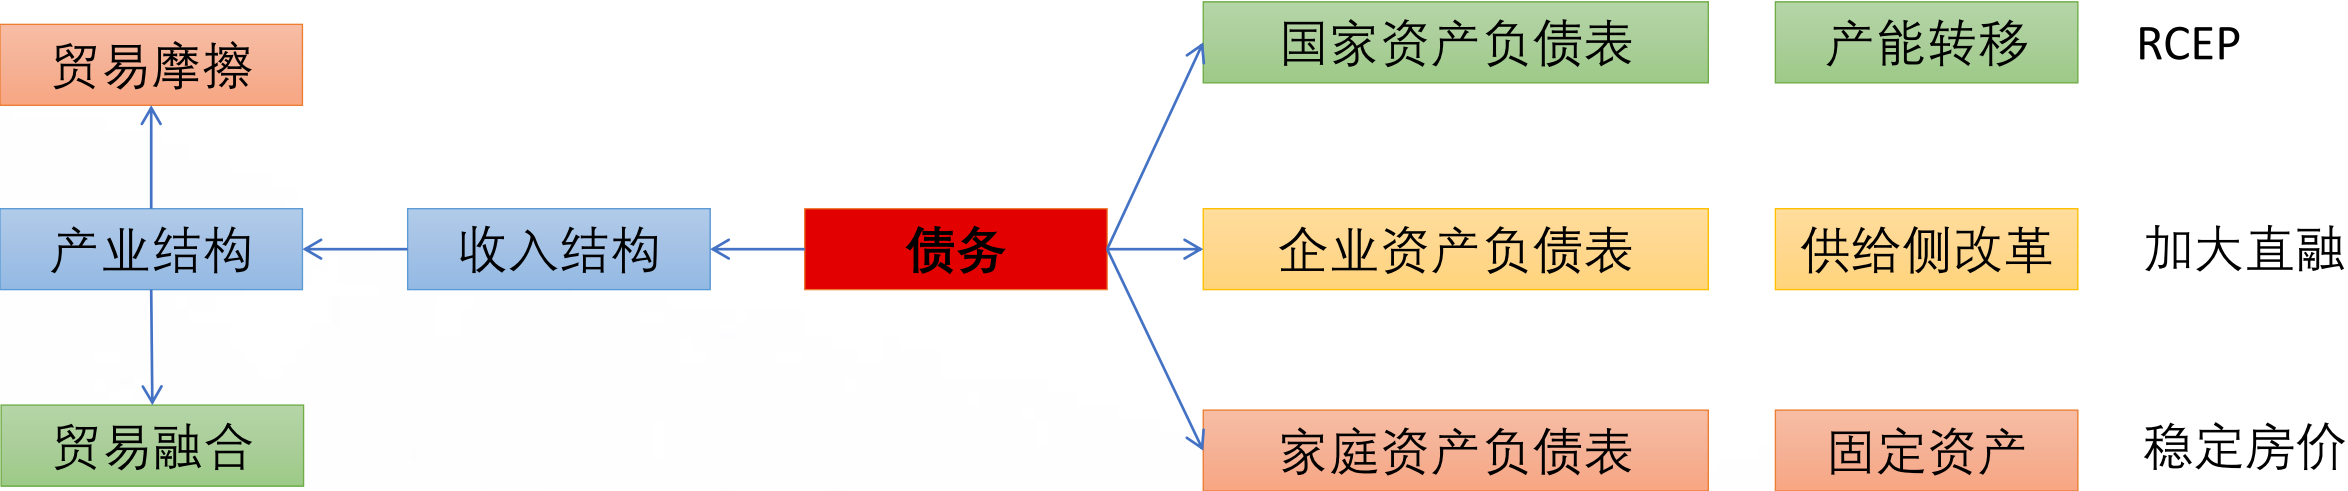 贸易摩擦
国家资产负债表 产能转移 RCEP
产业结构 收入结构 债务 企业资产负债表 供给侧改革 加大直融
贸易融合
家庭资产负债表 固定资产 稳定房价